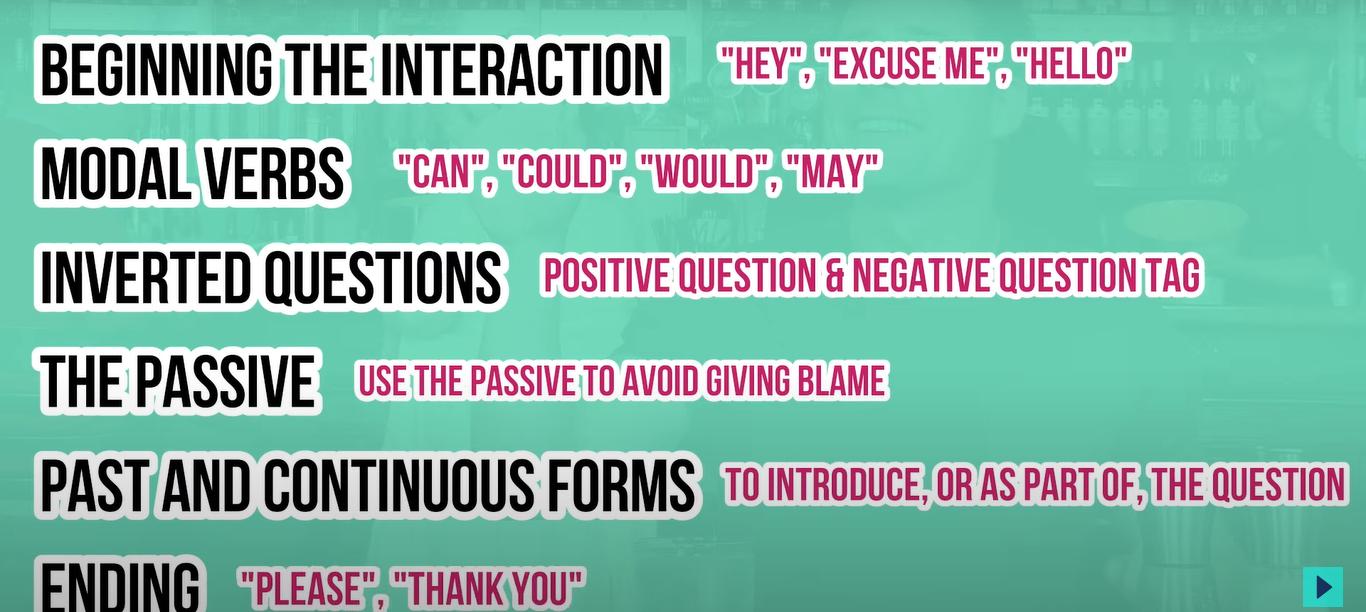 BEGINNING THE INTERACTION "HEY", "EXCUSE ME", "HELLO"
MODAL VERBS "CAN", "COULD", "WOULD", "MAY"
INVERTED QUESTIONS POSITIVE QUESTION & NEGATIVE QUESTION TAG
THE PASSIVE USE THE PASSIVE TO AVOID GIVING BLAME
PAST AND CONTINUOUS FORMS TO INTRODUCE, OR AS PART OF, THE QUESTION
ENDING "PLEASE", "THANK YOU"